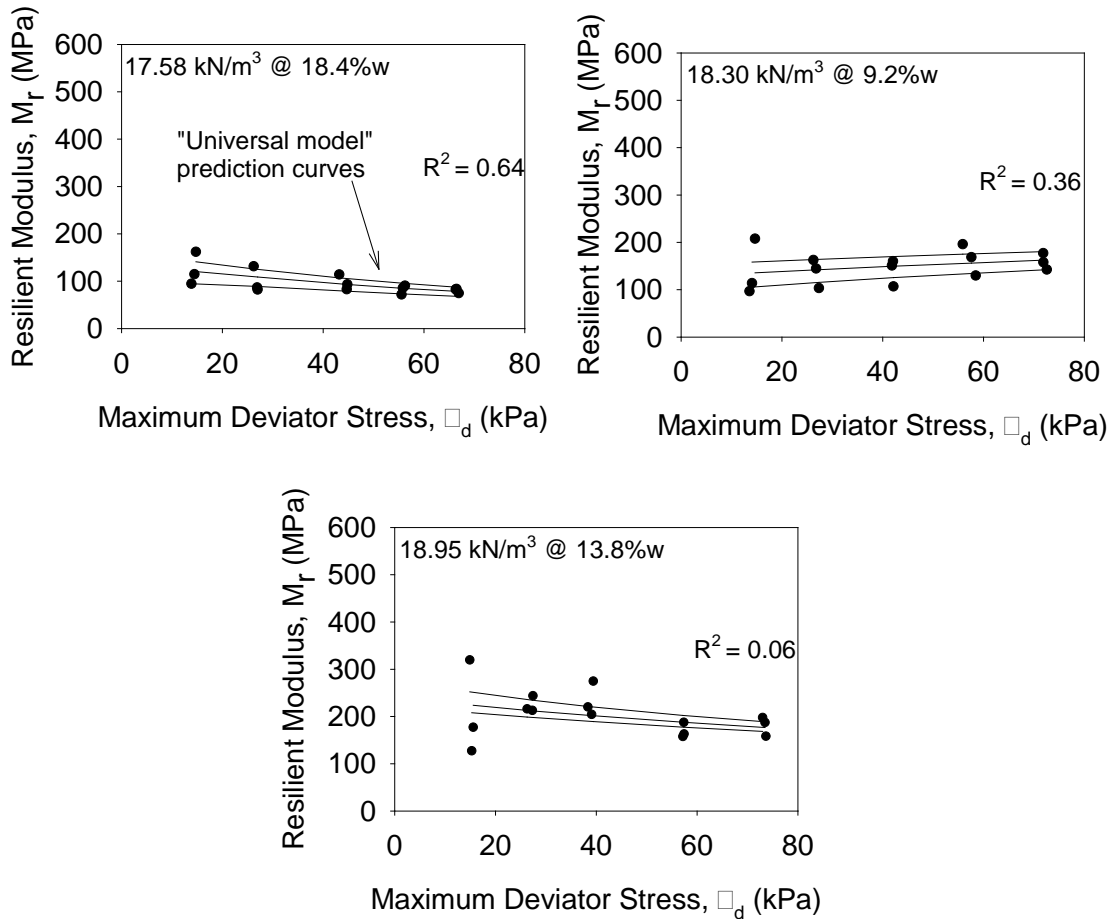 Resilient Modulus, Mr (MPa)
600
500
400
300
200
100
0
17.58 kN/m³ @ 18.4%w
"Universal model"
prediction curves
R² = 0.64
0 20 40 60 80
Maximum Deviator Stress, □d (kPa)
Resilient Modulus, Mr (MPa)
600
500
400
300
200
100
0
18.30 kN/m³ @ 9.2%w
R² = 0.36
0 20 40 60 80
Maximum Deviator Stress, □d (kPa)
Resilient Modulus, Mr (MPa)
600
500
400
300
200
100
0
18.95 kN/m³ @ 13.8%w
R² = 0.06
0 20 40 60 80
Maximum Deviator Stress, □d (kPa)